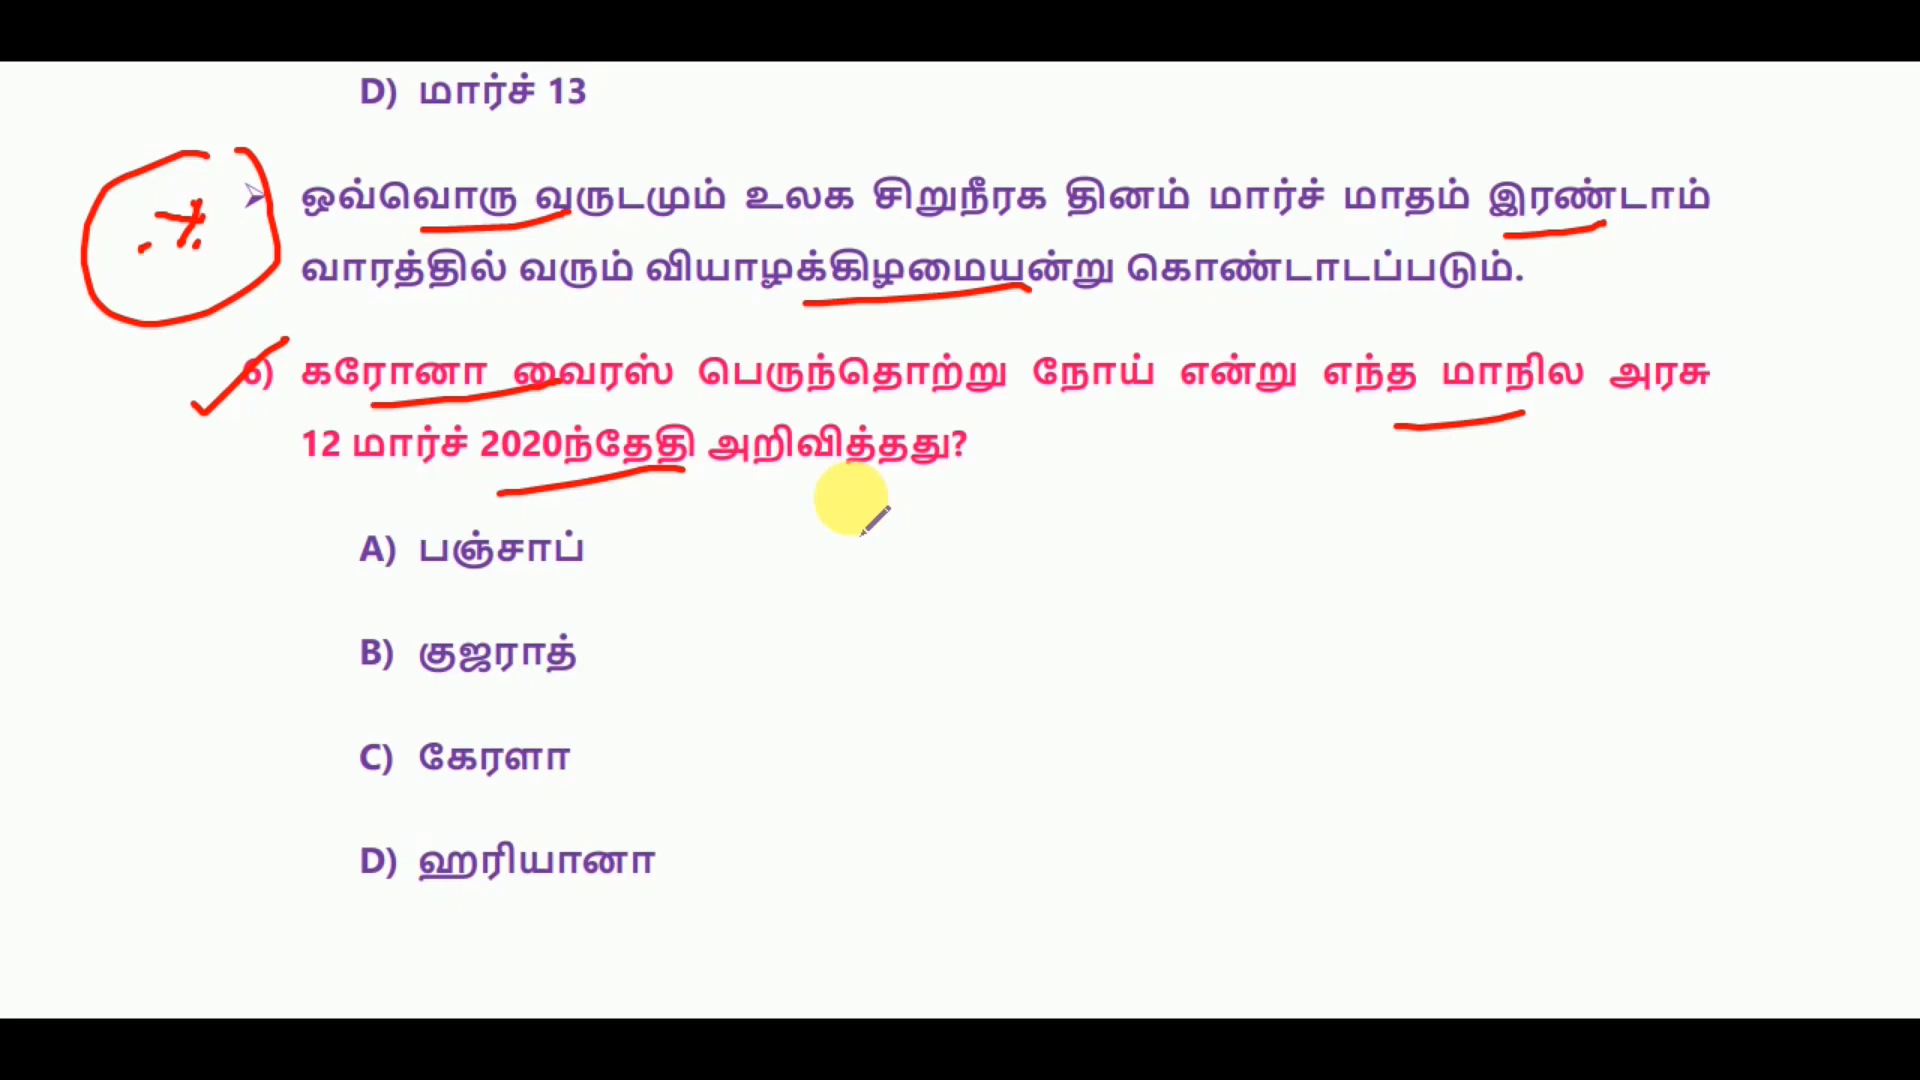 D) மார்ச் 13
➢ ஒவ்வொரு வருடமும் உலக சிறுநீரக தினம் மார்ச் மாதம் இரண்டாம்
வாரத்தில் வரும் வியாழக்கிழமையன்று கொண்டாடப்படும்.
6) கரோனா வைரஸ் பெருந்தொற்று நோய் என்று எந்த மாநில அரசு
12 மார்ச் 2020ந்தேதி அறிவித்தது?
A) பஞ்சாப்
B) குஜராத்
C) கேரளா
D) ஹரியானா